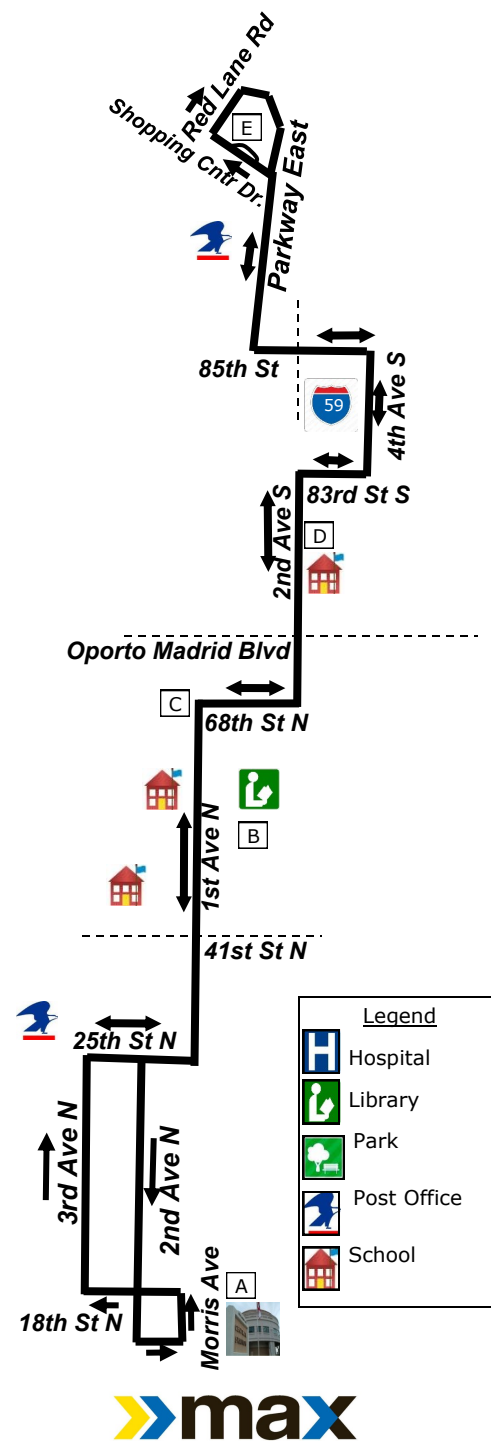 Red Lane Rd
E
Shopping Cntr Dr.
Parkway East
85th St
59
4th Ave S
83rd St S
2nd Ave S
D
Oporto Madrid Blvd
C
68th St N
B
1st Ave N
41st St N
25th St N
3rd Ave N
2nd Ave N
A
18th St N
Morris Ave
Legend
H
Hospital
Library
Park
Post Office
School
max